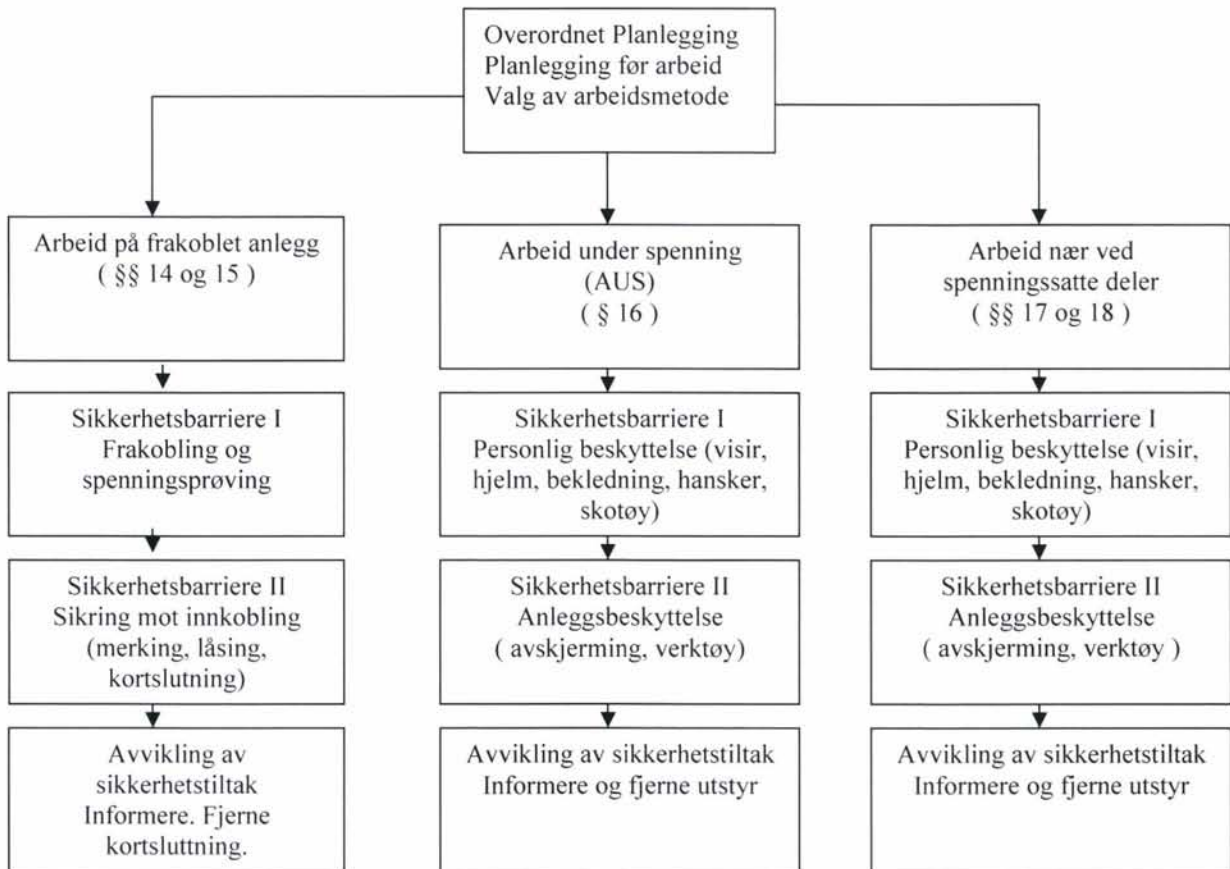 Overordnet Planlegging
Planlegging før arbeid
Valg av arbeidsmetode
Arbeid på frakoblet anlegg
( §§ 14 og 15 )
Arbeid under spenning
(AUS)
( § 16 )
Arbeid nær ved
spenningssatte deler
( §§ 17 og 18 )
Sikkerhetsbarriere I
Frakobling og
spenningsprøving
Sikkerhetsbarriere I
Personlig beskyttelse (visir,
hjelm, bekledning, hansker,
skotøy)
Sikkerhetsbarriere I
Personlig beskyttelse (visir,
hjelm, bekledning, hansker,
skotøy)
Sikkerhetsbarriere II
Sikring mot innkobling
(merking, låsing,
kortslutning)
Sikkerhetsbarriere II
Anleggsbeskyttelse
( avskjerming, verktøy)
Sikkerhetsbarriere II
Anleggsbeskyttelse
( avskjerming, verktøy )
Avvikling av
sikkerhetstiltak
Informere. Fjerne
kortsluttning.
Avvikling av sikkerhetstiltak
Informere og fjerne utstyr
Avvikling av sikkerhetstiltak
Informere og fjerne utstyr